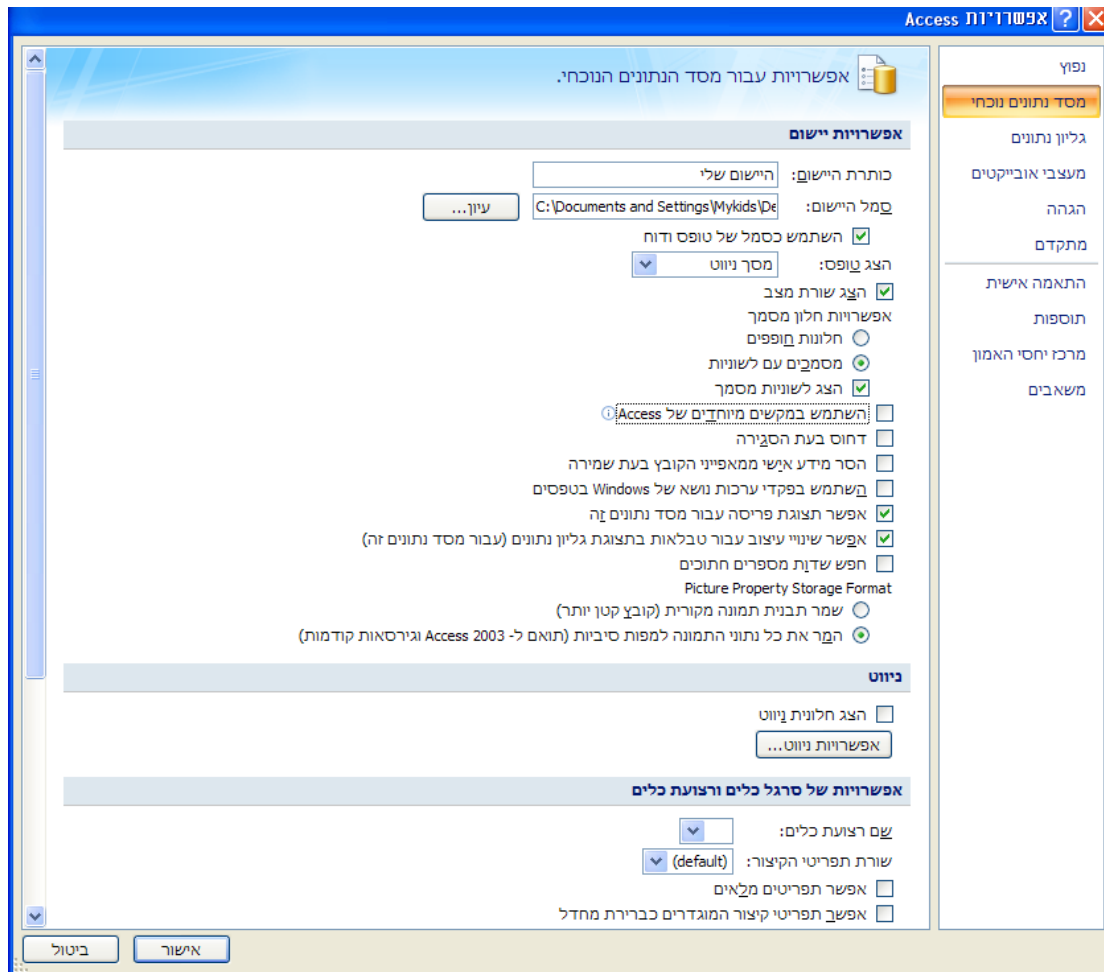 אפשרויות Access
נפוץ
מסד נתונים נוכחי
גליון נתונים
מעצבי אובייקטים
הגהה
מתקדם
התאמה אישית
תוספות
מרכז יחסי האמון
משאבים
אפשרויות עבור מסד הנתונים הנוכחי.
אפשרויות יישום
כותרת היישום: היישום שלי
סמל היישום: C:\Documents and Settings\Mykids\De עיון...
השתמש כסמל של טופס ודוח
הצג טופס: מסך ניווט
הצג שורת מצב
אפשרויות חלון מסמך
חלונות חופפים
מסמכים עם לשוניות
הצג לשוניות מסמך
השתמש במקשים מיוחדים של Access
דחוס בעת הסגירה
הסר מידע אישי ממאפייני הקובץ בעת שמירה
השתמש בפקדי ערכות נושא של Windows בטפסים
אפשר תצוגת פריסה עבור מסד נתונים זה
אפשר שינויי עיצוב עבור טבלאות בתצוגת גליון נתונים (עבור מסד נתונים זה)
חפש שדות מספרים חתוכים
Picture Property Storage Format
שמר תבנית תמונה מקורית (קובץ קטן יותר)
המר את כל נתוני התמונה למפות סיביות (תואם ל- Access 2003 וגירסאות קודמות)
ניווט
הצג חלונית ניווט
אפשרויות ניווט...
אפשרויות של סרגל כלים ורצועת כלים
שם רצועת כלים:
שורת תפריטי הקיצור: (default)
אפשר תפריטים מלאים
אפשר תפריטי קיצור המוגדרים כברירת מחדל
אישור ביטול